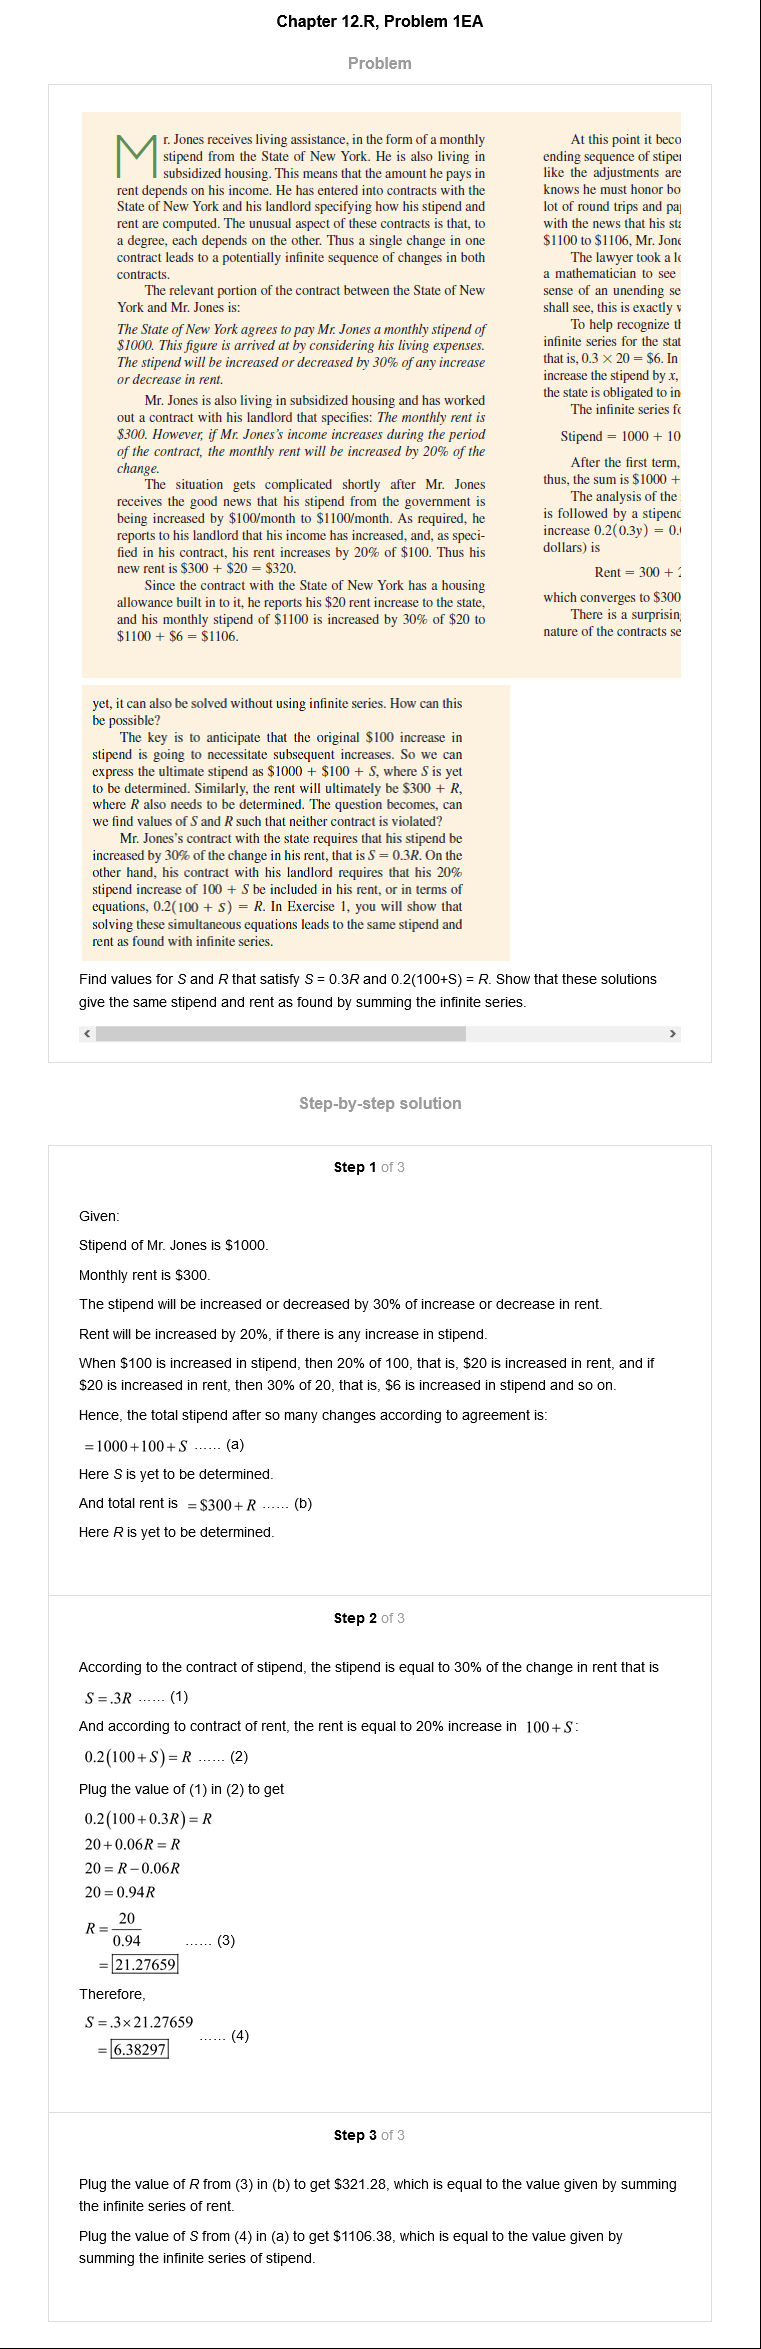 Chapter 12.R, Problem 1EA
Problem
Mr. Jones receives living assistance, in the form of a monthly
stipend from the State of New York. He is also living in
subsidized housing. This means that the amount he pays in
rent depends on his income. He has entered into contracts with the
State of New York and his landlord specifying how his stipend and
rent are computed. The unusual aspect of these contracts is that, to
a degree, each depends on the other. Thus a single change in one
contract leads to a potentially infinite sequence of changes in both
contracts.
The relevant portion of the contract between the State of New
York and Mr. Jones is:
The State of New York agrees to pay Mr. Jones a monthly stipend of
$1000. This figure is arrived at by considering his living expenses.
The stipend will be increased or decreased by 30% of any increase
or decrease in rent.
Mr. Jones is also living in subsidized housing and has worked
out a contract with his landlord that specifies: The monthly rent is
$300. However, if Mr. Jones's income increases during the period
of the contract, the monthly rent will be increased by 20% of the
change.
The situation gets complicated shortly after Mr. Jones
receives the good news that his stipend from the government is
being increased by $100/month to $1100/month. As required, he
reports to his landlord that his income has increased, and, as speci-
fied in his contract, his rent increases by 20% of $100. Thus his
new rent is $300 + $20 = $320.
Since the contract with the State of New York has a housing
allowance built in to it, he reports his $20 rent increase to the state,
and his monthly stipend of $1100 is increased by 30% of $20 to
$1100 + $6 = $1106.
At this point it beco
ending sequence of stipe
like the adjustments are
knows he must honor bo
lot of round trips and pa
with the news that his sta
$1100 to $1106, Mr. Jone
The lawyer took a lo
a mathematician to see
sense of an unending se
shall see, this is exactly
To help recognize th
infinite series for the stat
that is, 0.3 × 20 = $6. In
increase the stipend by x,
the state is obligated to in
The infinite series fo
Stipend = 1000 + 10
After the first term,
thus, the sum is $1000 +
The analysis of the
is followed by a stipend
increase 0.2(0.3y) = 0.
dollars) is
Rent = 300 + 2
which converges to $300
There is a surprising
nature of the contracts se
yet, it can also be solved without using infinite series. How can this
be possible?
The key is to anticipate that the original $100 increase in
stipend is going to necessitate subsequent increases. So we can
express the ultimate stipend as $1000 + $100 + S, where S is yet
to be determined. Similarly, the rent will ultimately be $300 + R,
where R also needs to be determined. The question becomes, can
we find values of S and R such that neither contract is violated?
Mr. Jones's contract with the state requires that his stipend be
increased by 30% of the change in his rent, that is S = 0.3R. On the
other hand, his contract with his landlord requires that his 20%
stipend increase of 100 + S be included in his rent, or in terms of
equations, 0.2(100 + S) = R. In Exercise 1, you will show that
solving these simultaneous equations leads to the same stipend and
rent as found with infinite series.
Find values for S and R that satisfy S = 0.3R and 0.2(100+S) = R. Show that these solutions
give the same stipend and rent as found by summing the infinite series.
Step-by-step solution
Step 1 of 3
Given:
Stipend of Mr. Jones is $1000.
Monthly rent is $300.
The stipend will be increased or decreased by 30% of increase or decrease in rent.
Rent will be increased by 20%, if there is any increase in stipend.
When $100 is increased in stipend, then 20% of 100, that is, $20 is increased in rent, and if
$20 is increased in rent, then 30% of 20, that is, $6 is increased in stipend and so on.
Hence, the total stipend after so many changes according to agreement is:
=1000+100+S ...... (a)
Here S is yet to be determined.
And total rent is =$300+R ...... (b)
Here R is yet to be determined.
Step 2 of 3
According to the contract of stipend, the stipend is equal to 30% of the change in rent that is
S=.3R ...... (1)
And according to contract of rent, the rent is equal to 20% increase in 100+S:
0.2(100+S)=R ...... (2)
Plug the value of (1) in (2) to get
0.2(100+0.3R)=R
20+0.06R=R
20=R−0.06R
20=0.94R
R=20/0.94
=21.27659 ...... (3)
Therefore,
S=.3×21.27659
=6.38297 ...... (4)
Step 3 of 3
Plug the value of R from (3) in (b) to get $321.28, which is equal to the value given by summing
the infinite series of rent.
Plug the value of S from (4) in (a) to get $1106.38, which is equal to the value given by
summing the infinite series of stipend.